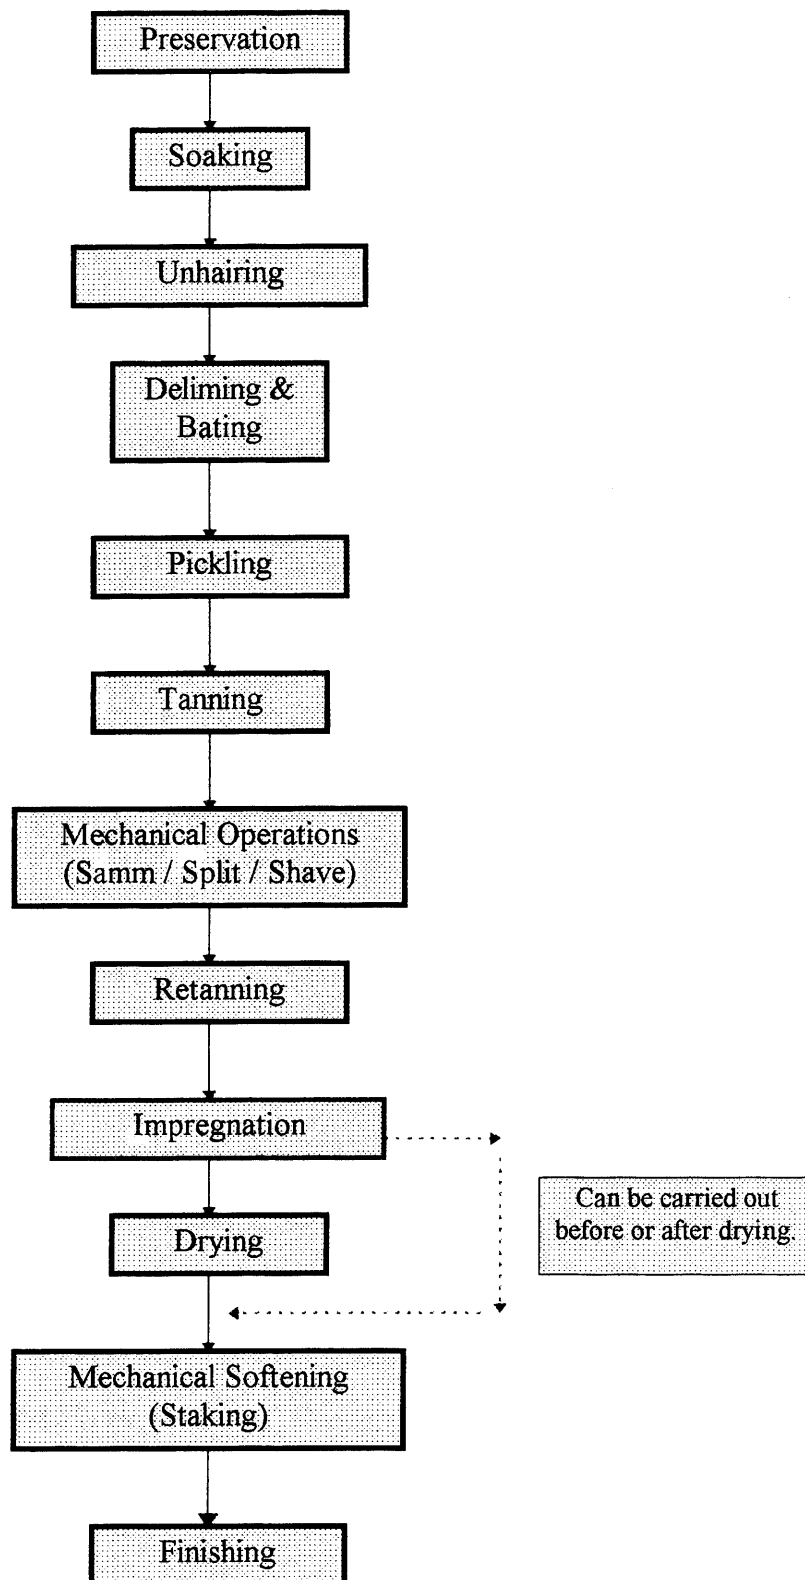 Preservation
Soaking
Unhairing
Deliming &
Bating
Pickling
Tanning
Mechanical Operations
(Samm / Split / Shave)
Retanning
Impregnation
Can be carried out
before or after drying.
Drying
Mechanical Softening
(Staking)
Finishing